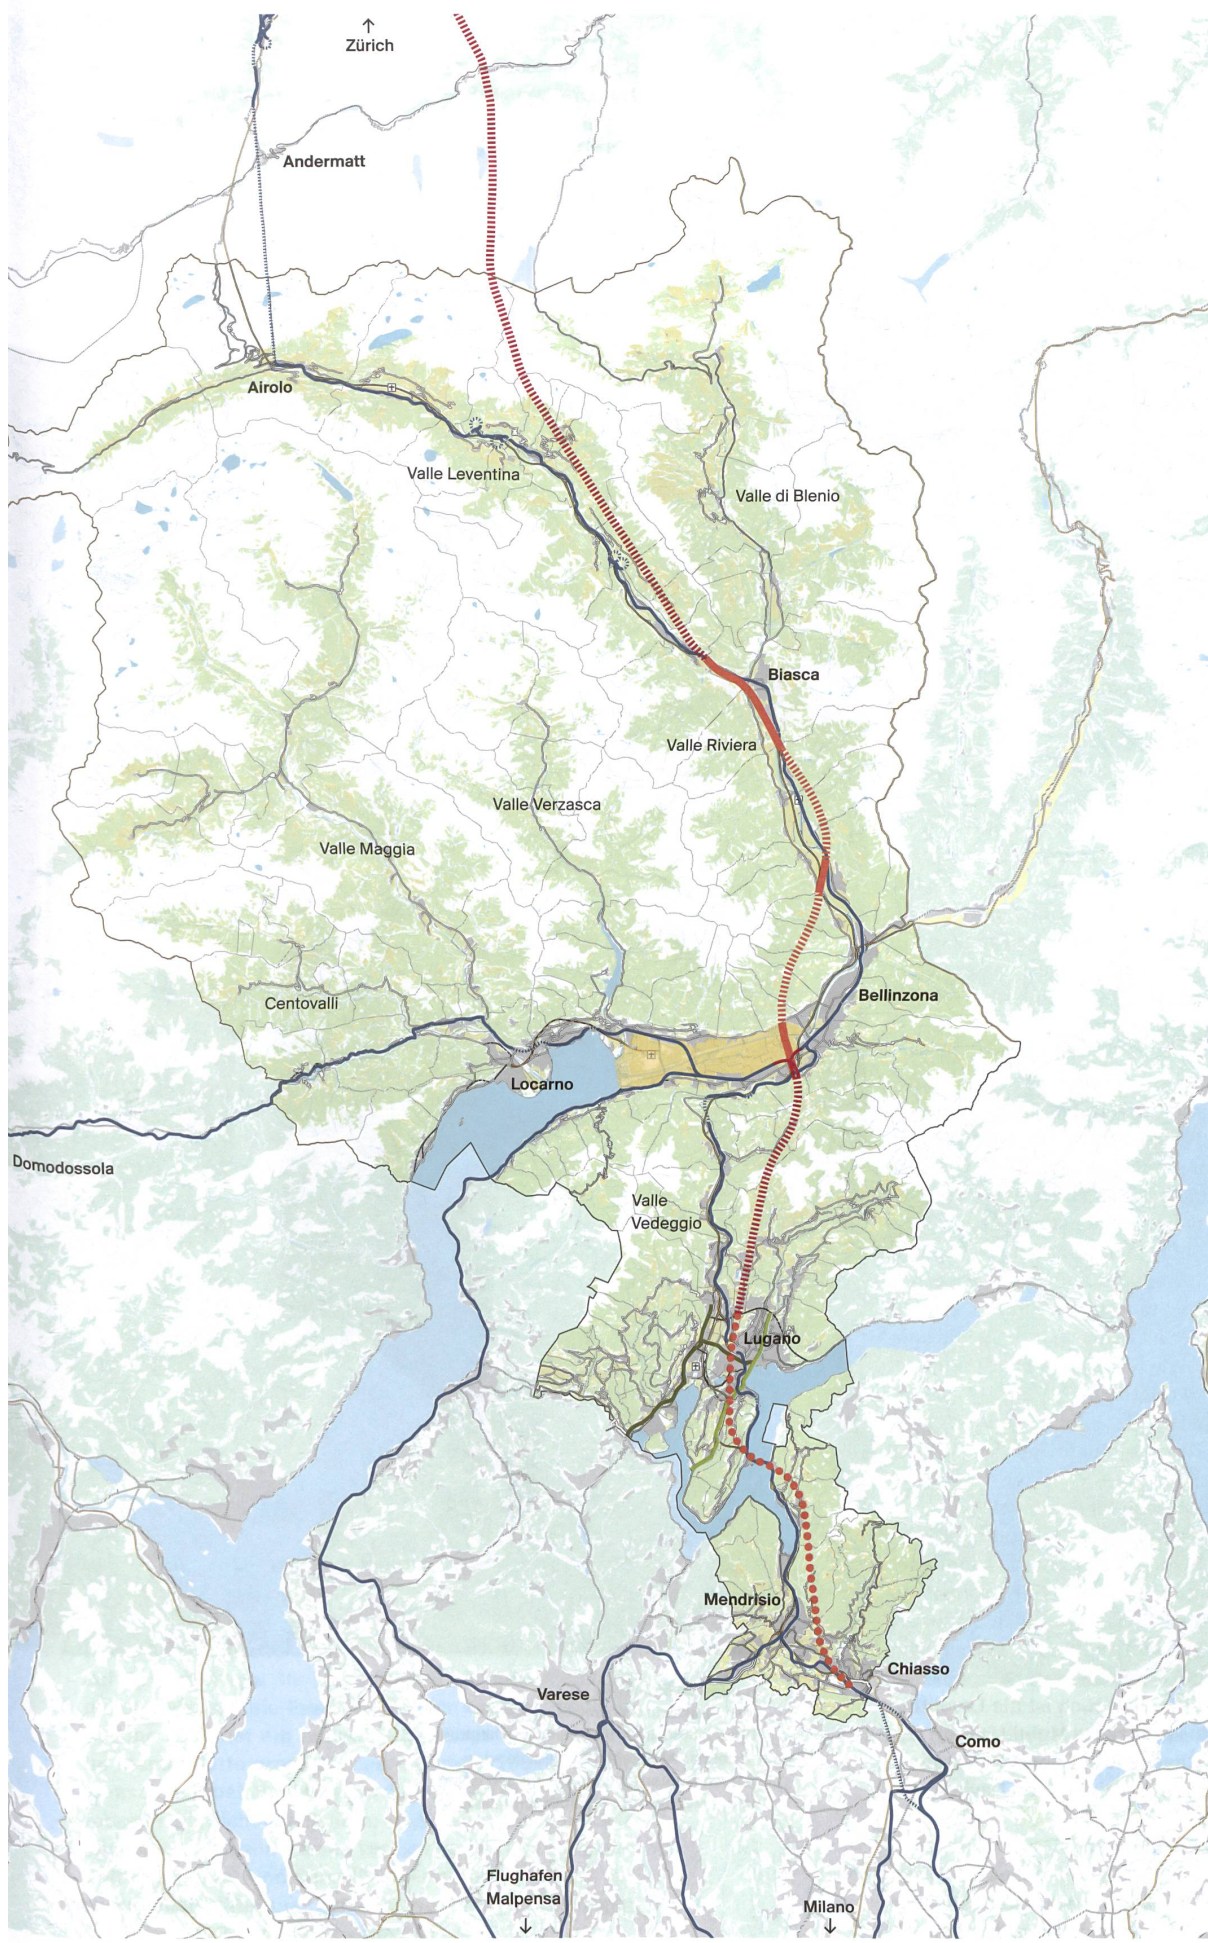 Zürich
Andermatt
Airolo
Valle Leventina
Valle di Blenio
Biasca
Valle Riviera
Valle Verzasca
Valle Maggia
Bellinzona
Centovalli
Locarno
Domodossola
Valle
Vedeggio
Lugano
Mendrisio
Chiasso
Varese
Como
Flughafen
Malpensa
Milano